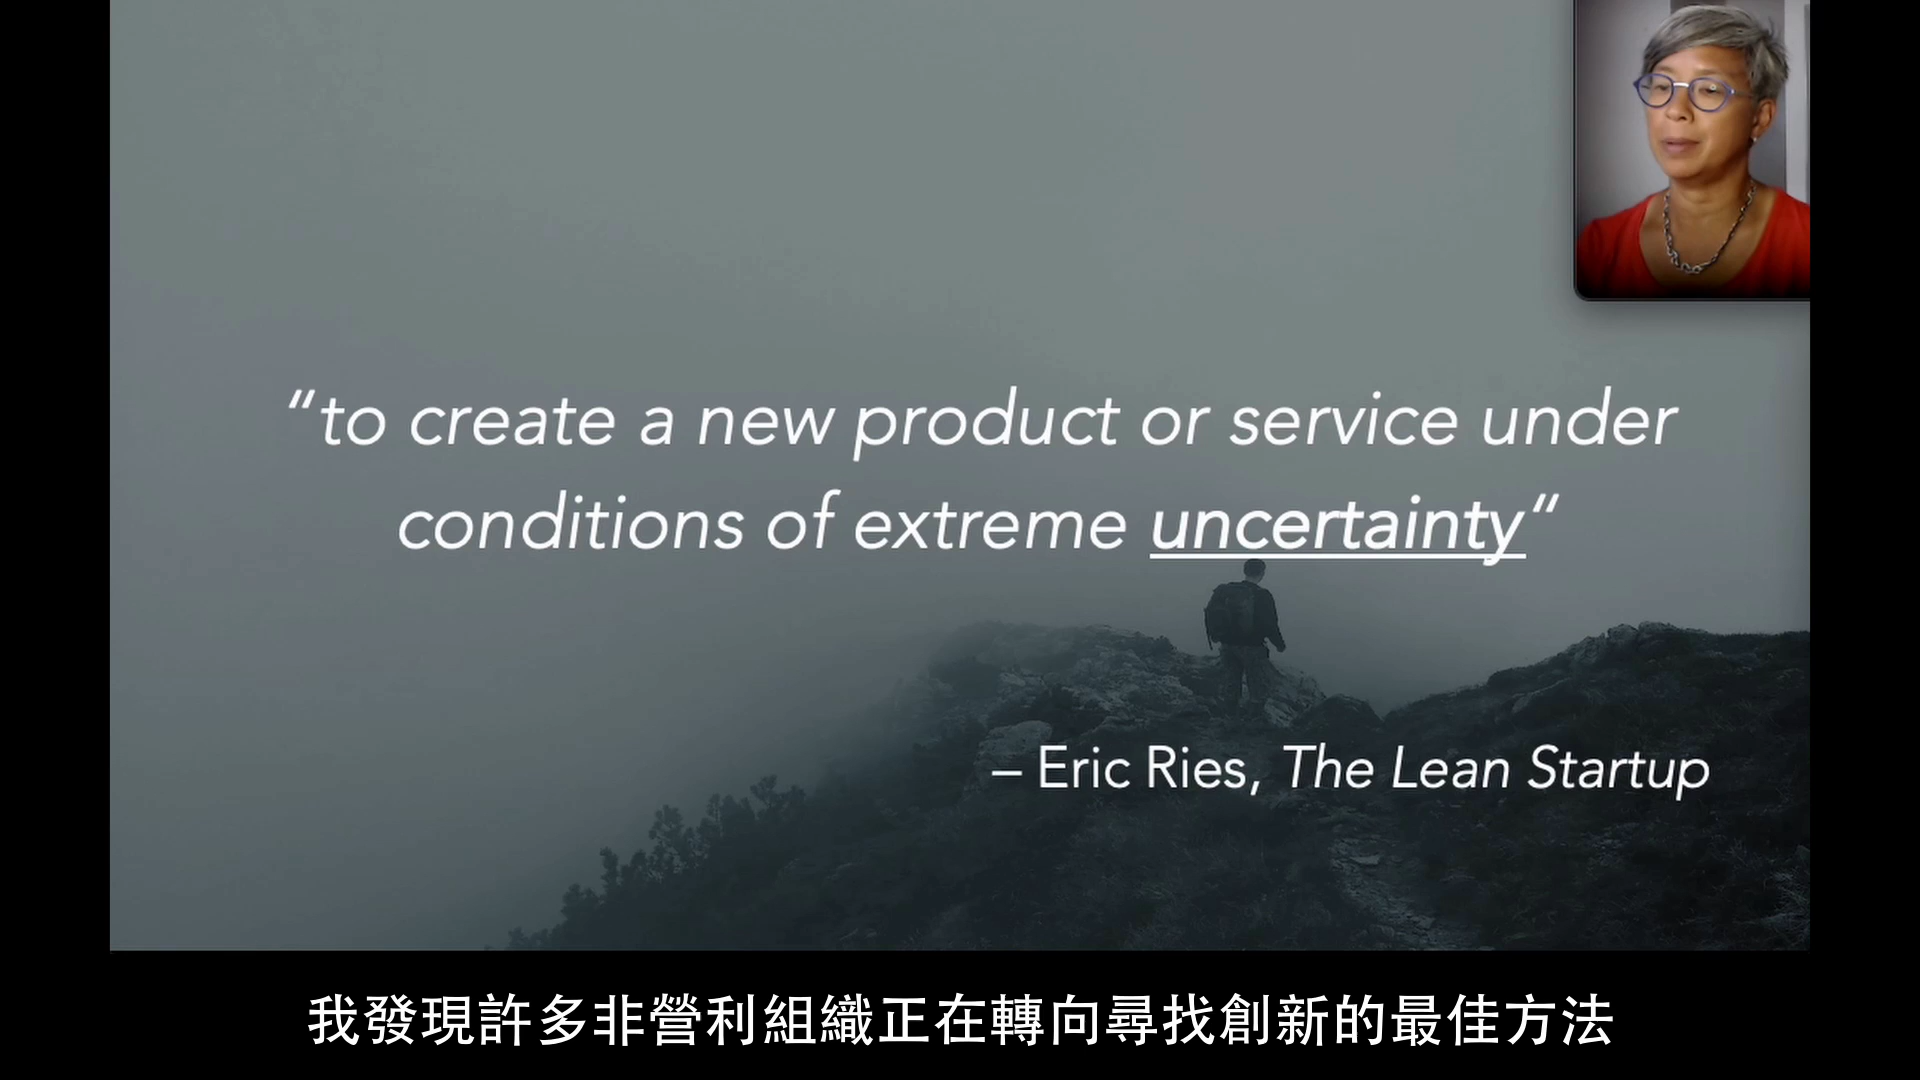 “to create a new product or service under
conditions of extreme uncertainty“
– Eric Ries, The Lean Startup
我發現許多非營利組織正在轉向尋找創新的最佳方法